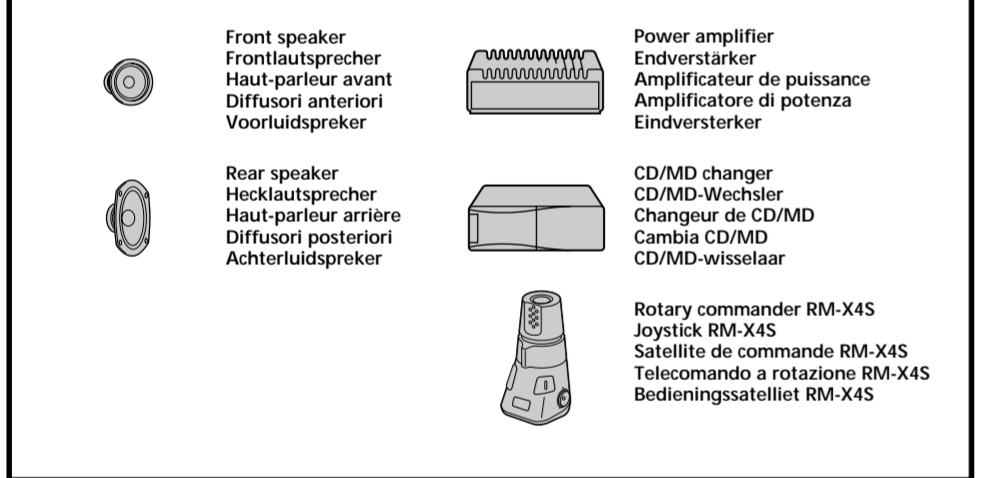 Front speaker
Frontlautsprecher
Haut-parleur avant
Diffusori anteriori
Voorluidspreker
Rear speaker
Hecklautsprecher
Haut-parleur arrière
Diffusori posteriori
Achterluidspreker
Power amplifier
Endverstärker
Amplificateur de puissance
Amplificatore di potenza
Eindversterker
CD/MD changer
CD/MD-Wechsler
Changeur de CD/MD
Cambia CD/MD
CD/MD-wisselaar
Rotary commander RM-X4S
Joystick RM-X4S
Satellite de commande RM-X4S
Telecomando a rotazione RM-X4S
Bedieningssatelliet RM-X4S